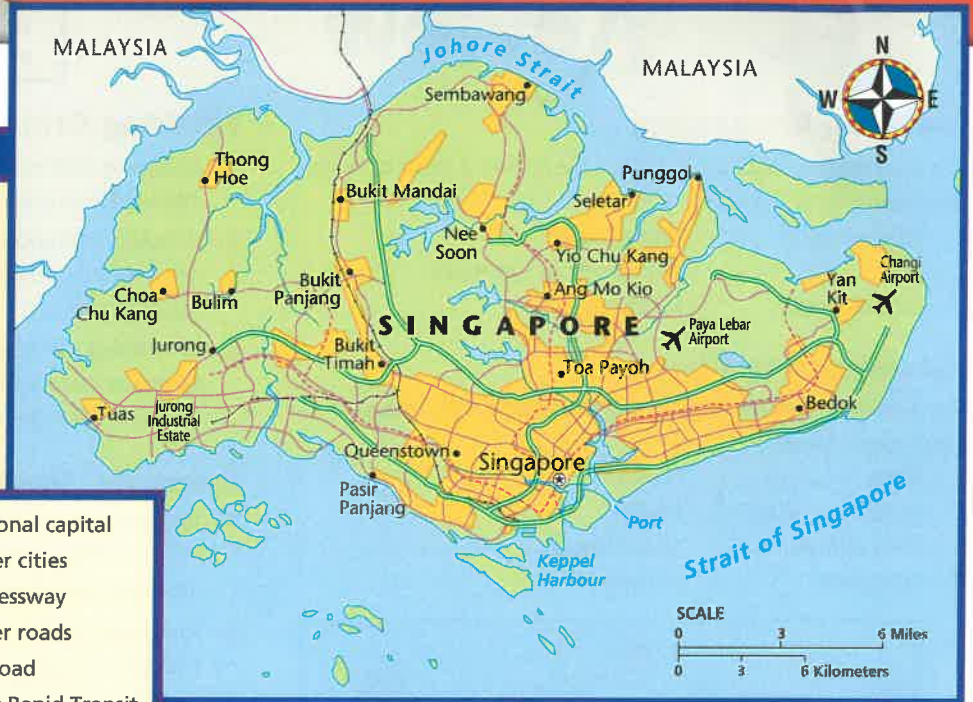 MALAYSIA
Johore Strait
MALAYSIA
N
W
E
S
Sembawang
Thong
Hoe
Bukit Mandai
Punggol
Seletar
Nee
Soon
Yio Chu Kang
Changi
Airport
Yan
Kit
Choa
Chu Kang
Bulim
Bukit
Panjang
Ang Mo Kio
SINGAPORE
Paya Lebar
Airport
Jurong
Bukit
Timah
Toa Payoh
Tuas
Jurong
Industrial
Estate
Bedok
Queenstown
Singapore
Pasir
Panjang
Port
Strait of Singapore
Keppel
Harbour
onal capital
er cities
essway
er roads
oad
Rapid Transit
SCALE
0 3 6 Miles
0 3 6 Kilometers